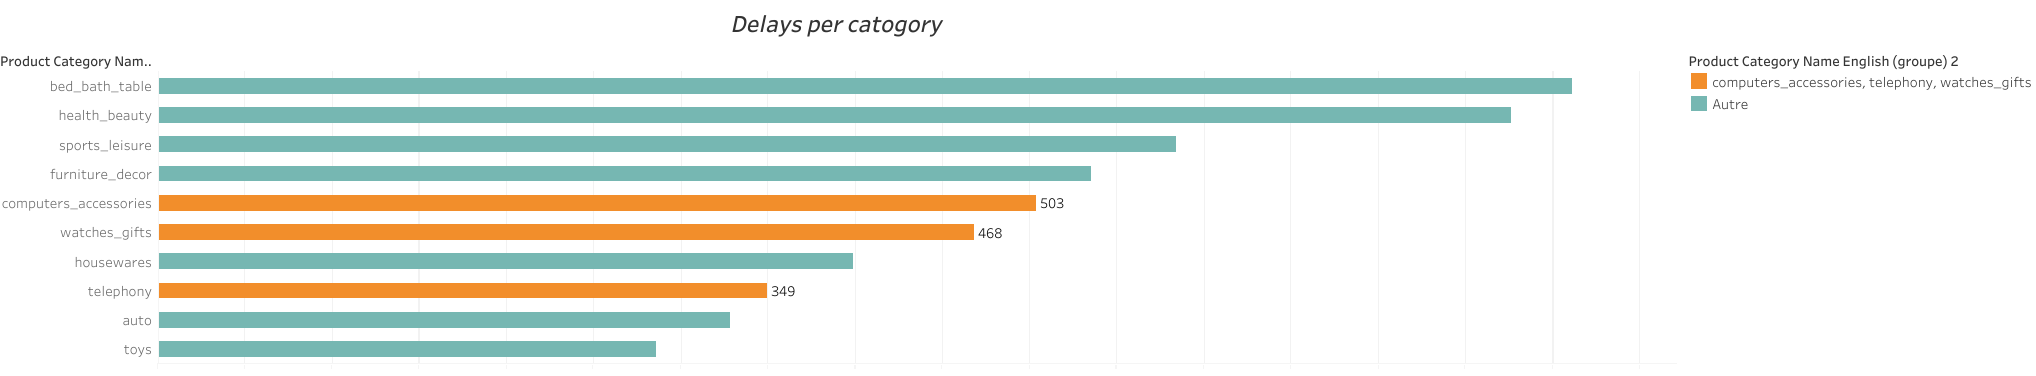 Delays per catogory
Product Category Nam..
bed_bath_table
health_beauty
sports_leisure
furniture_decor
computers_accessories
503
watches_gifts
468
housewares
telephony
349
auto
toys
Product Category Name English (groupe) 2
computers_accessories, telephony, watches_gifts
Autre